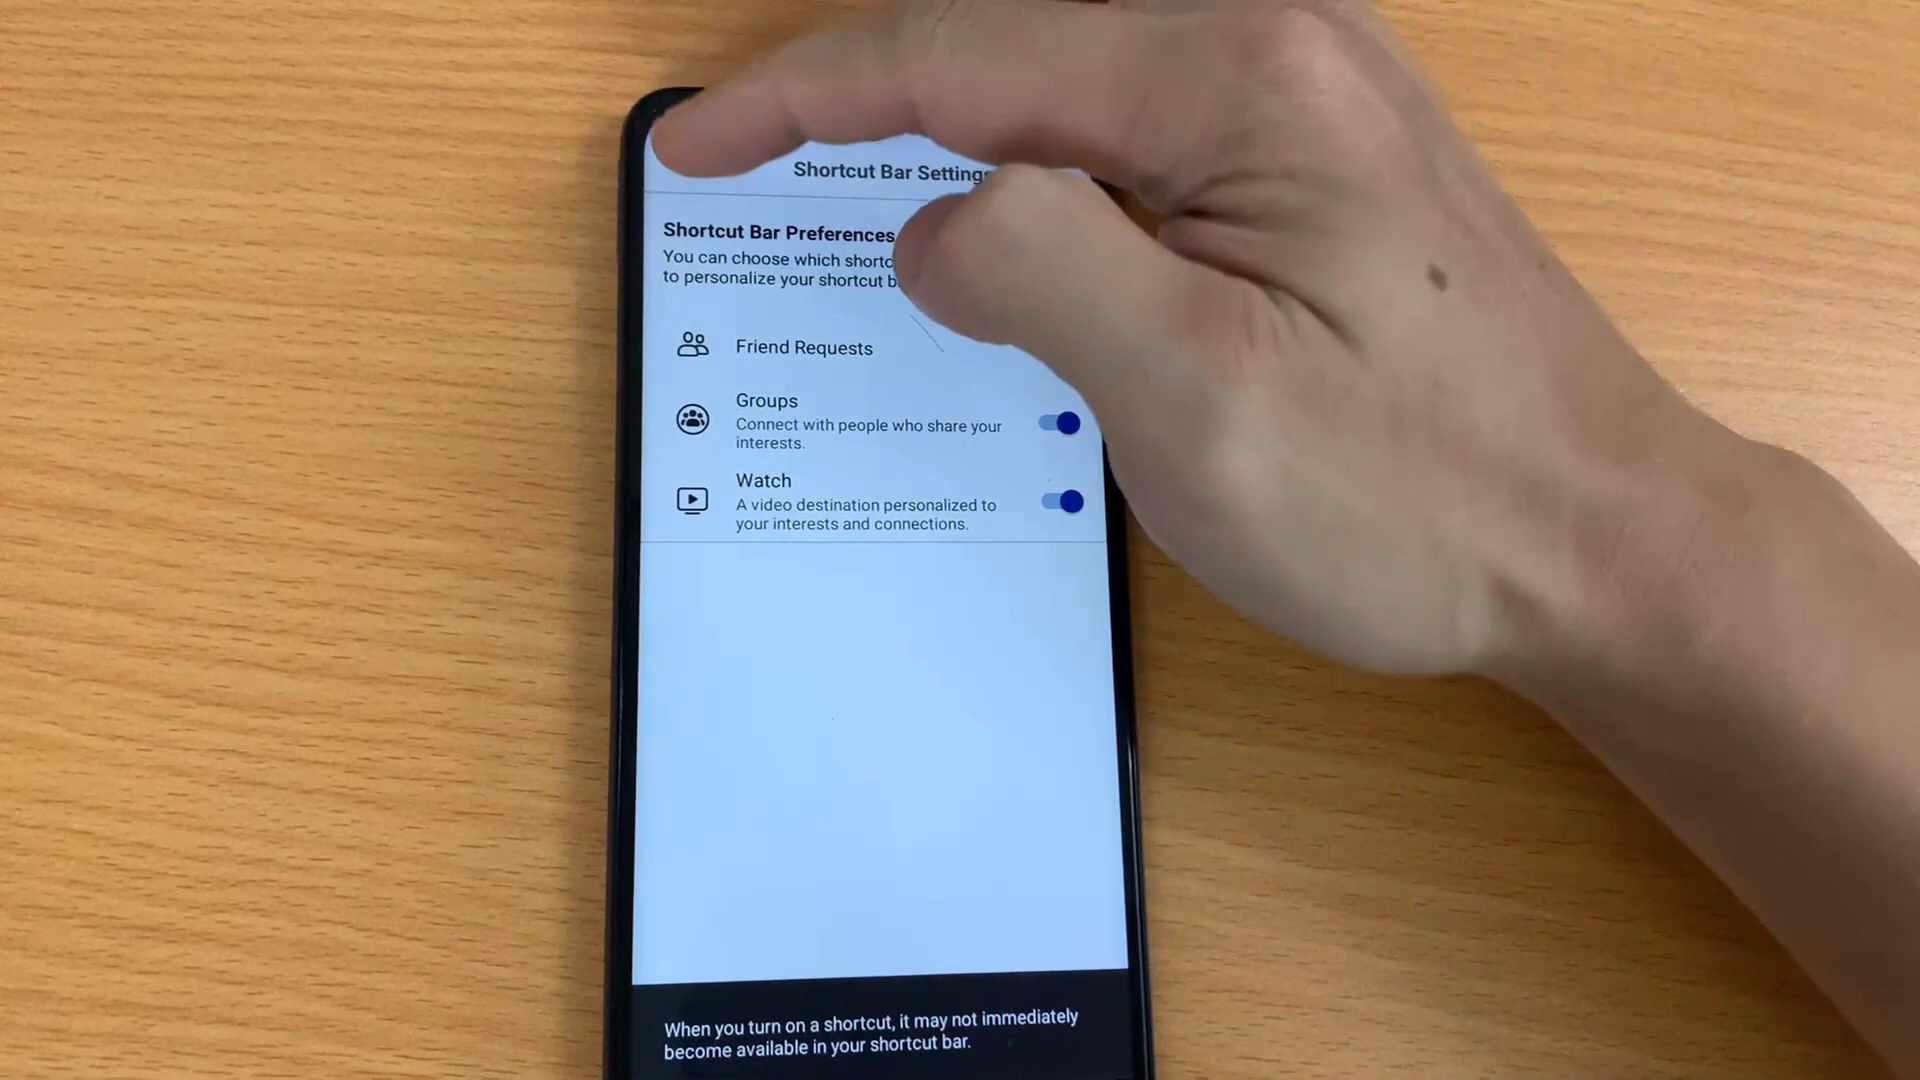 Shortcut Bar Settings
Shortcut Bar Preferences
You can choose which
to personalize your shortcut
Friend Requests
Groups
Connect with people who share your
interests.
Watch
A video destination personalized to
your interests and connections.
When you turn on a shortcut, it may not immediately
become available in your shortcut bar.